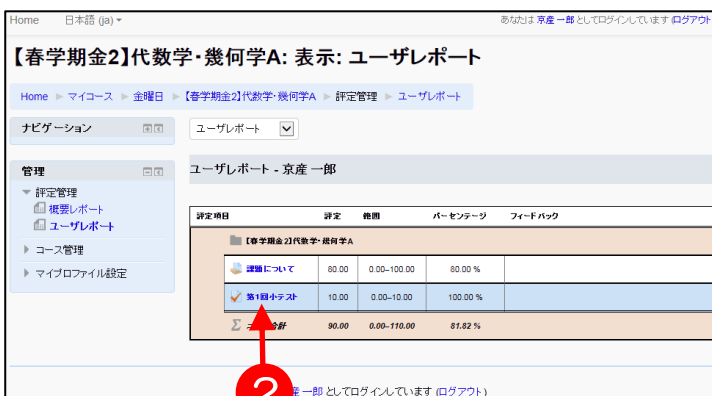 Home 日本語 (ja)
あなたは 京産 一郎 としてログインしています (ログアウト
【春学期金2】代数学・幾何学A: 表示: ユーザレポート
Home マイコース 金曜日 【春学期金2】代数学・幾何学A 評定管理 ユーザレポート
ナビゲーション
ユーザレポート
管理
ユーザレポート - 京産 一郎
評定管理
概要レポート
ユーザレポート
コース管理
マイプロファイル設定
評定項目 評定 範囲 パーセンテージ フィードバック
【春学期金2】代数学・幾何学A
課題について 80.00 0.00–100.00 80.00 %
第1回小テスト 10.00 0.00–10.00 100.00 %
Σ 合計 90.00 0.00–110.00 81.82 %
2
一郎 としてログインしています (ログアウト)